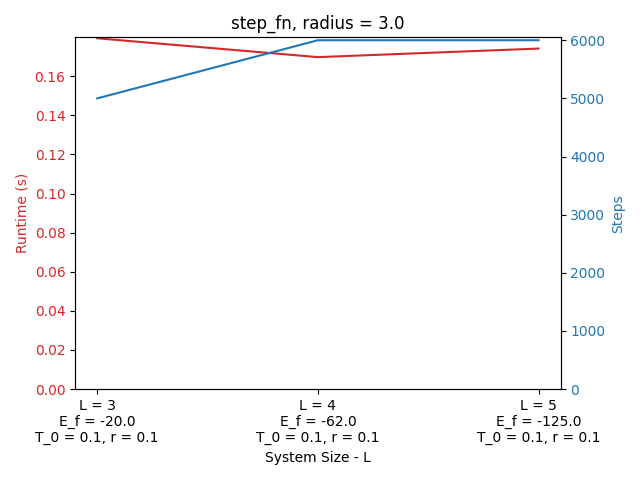 step_fn, radius = 3.0
Runtime (s)
0.16
0.14
0.12
0.10
0.08
0.06
0.04
0.02
0.00
6000
5000
4000
3000
2000
1000
0
Steps
L = 3
E_f = -20.0
T_0 = 0.1, r = 0.1
L = 4
E_f = -62.0
T_0 = 0.1, r = 0.1
L = 5
E_f = -125.0
T_0 = 0.1, r = 0.1
System Size - L